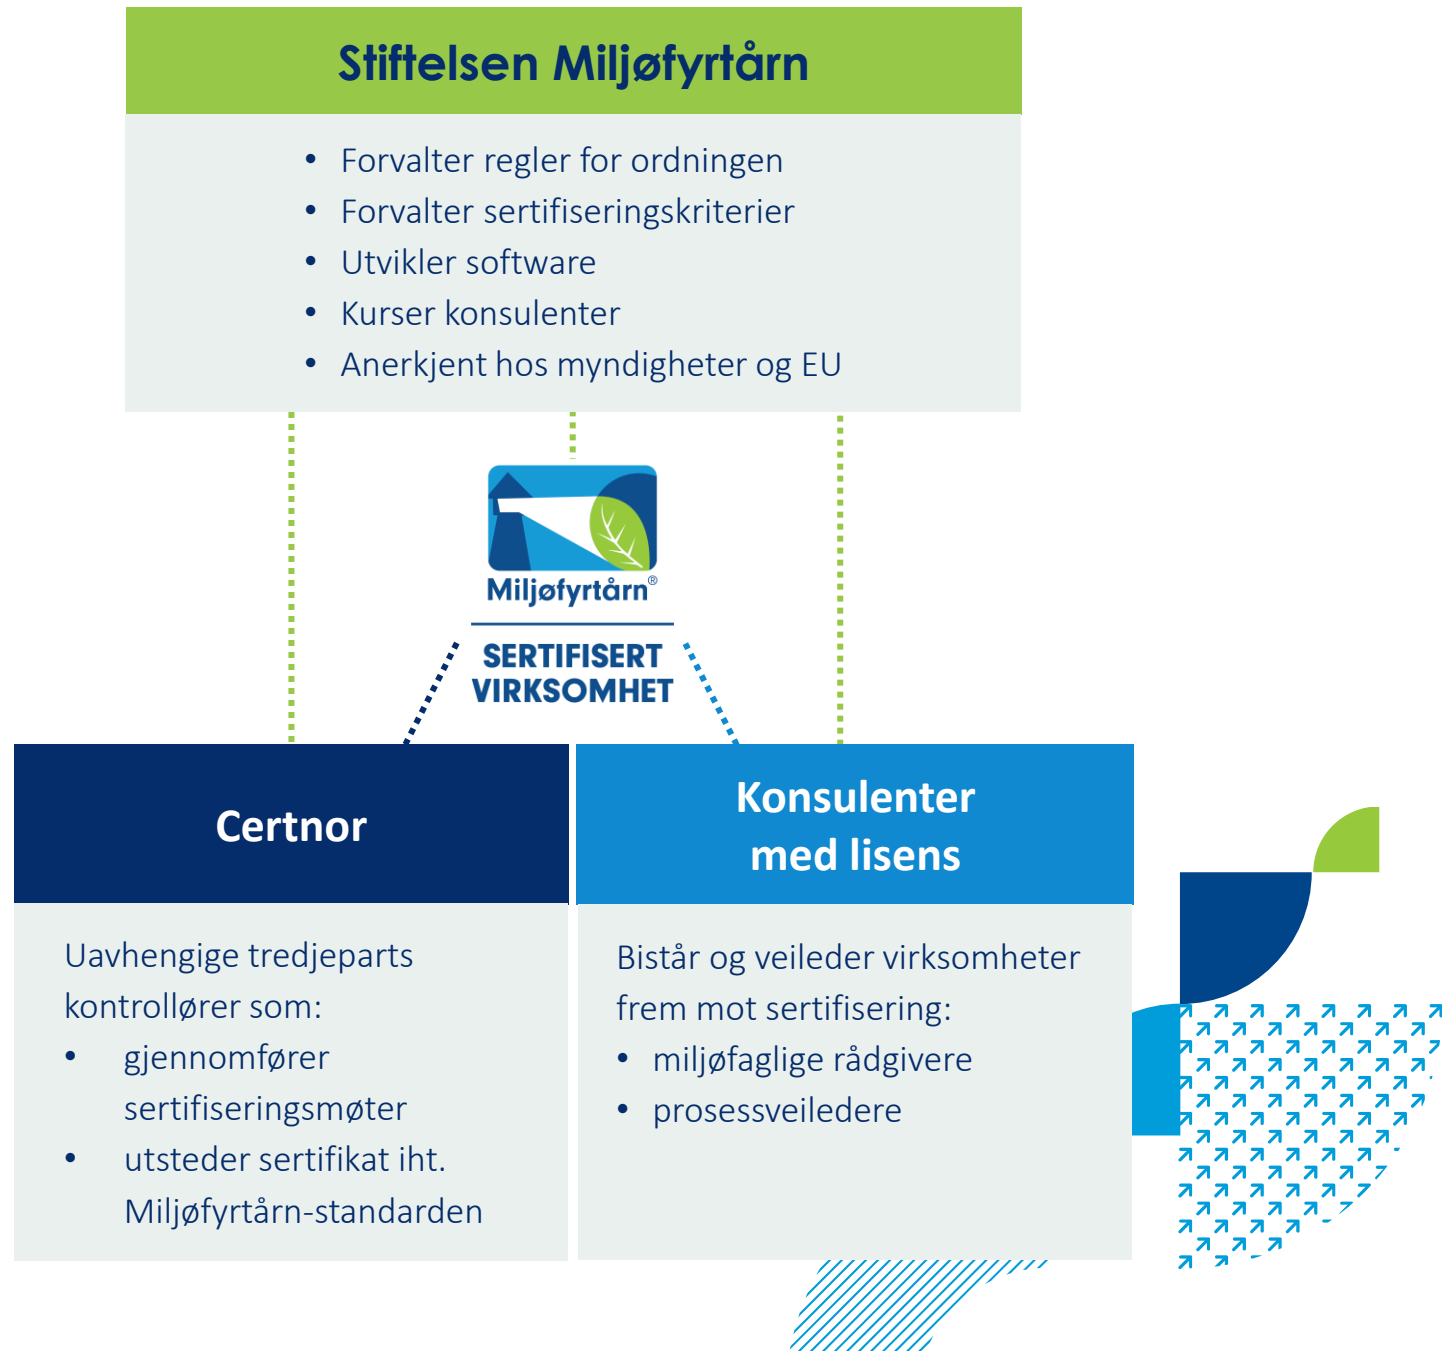 Stiftelsen Miljøfyrtårn
• Forvalter regler for ordningen
• Forvalter sertifiseringskriterier
• Utvikler software
• Kurser konsulenter
• Anerkjent hos myndigheter og EU
Miljøfyrtårn®
SERTIFISERT
VIRKSOMHET
Certnor
Uavhengige tredjeparts
kontrollører som:
• gjennomfører
sertifiseringsmøter
• utsteder sertifikat iht.
Miljøfyrtårn-standarden
Konsulenter
med lisens
Bistår og veileder virksomheter
frem mot sertifisering:
• miljøfaglige rådgivere
• prosessveiledere